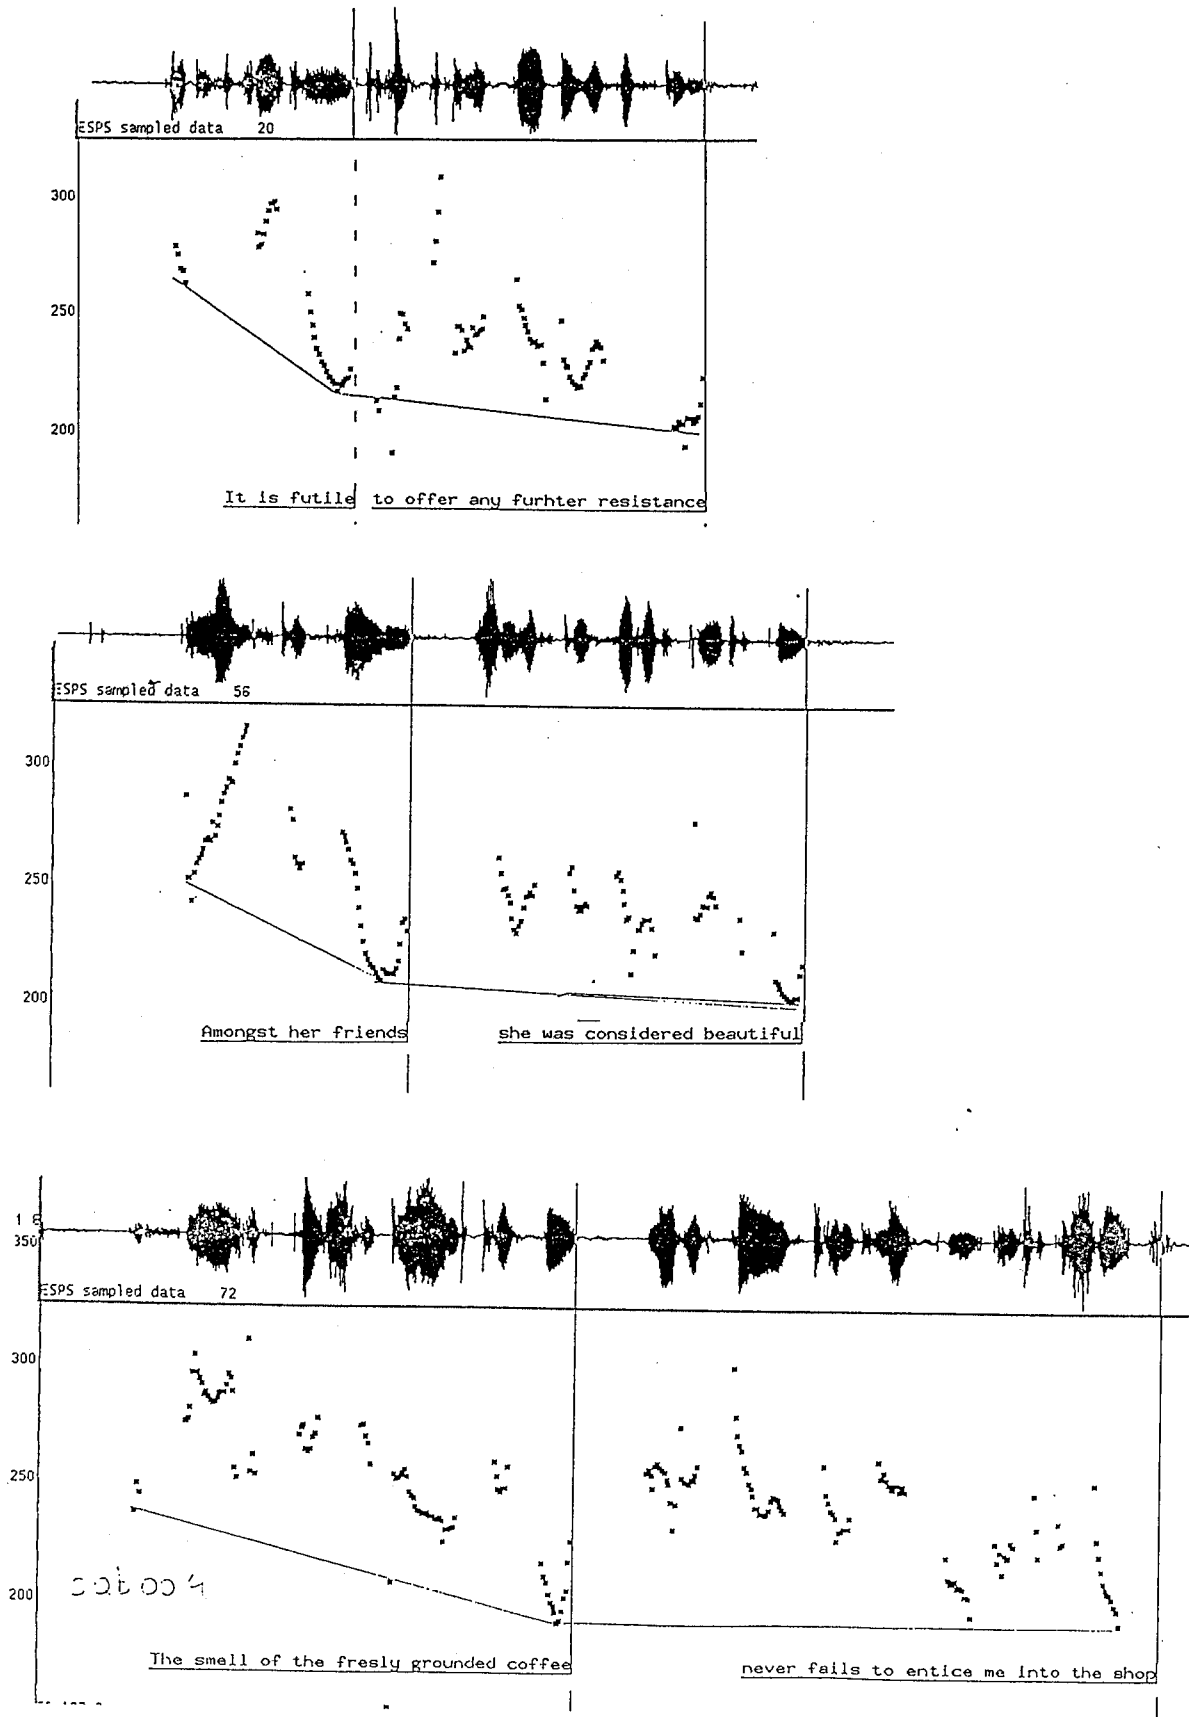 ESPS sampled data 20
300
250
200
It is futile to offer any furhter resistance
ESPS sampled data 56
300
250
200
Amongst her friends she was considered beautiful
350
ESPS sampled data 72
300
250
200
The smell of the fresly grounded coffee
never fails to entice me into the shop